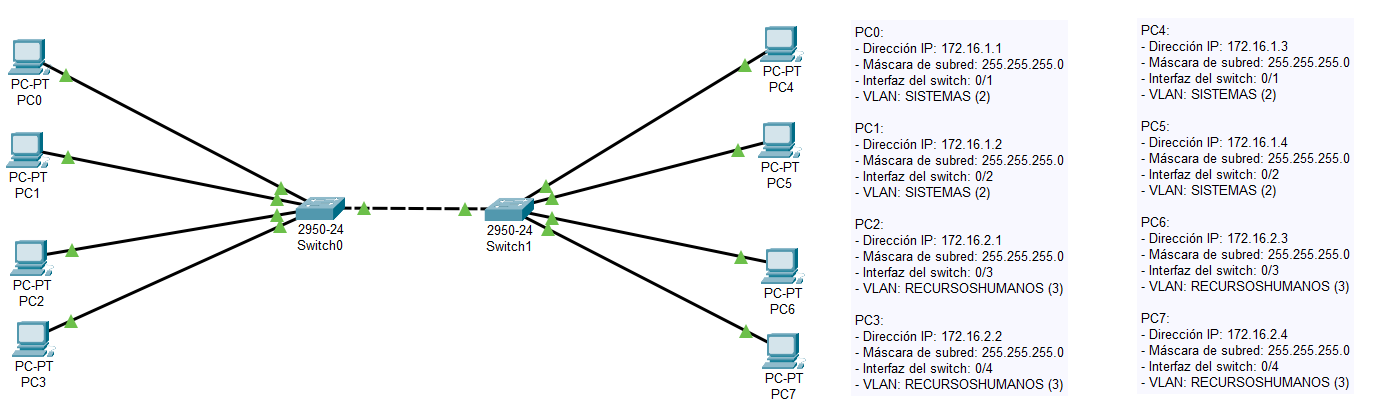 PC-PT
PC0
PC-PT
PC1
PC-PT
PC2
PC-PT
PC3
2950-24
Switch0
2950-24
Switch1
PC-PT
PC4
PC-PT
PC5
PC-PT
PC6
PC-PT
PC7
PC0:
- Dirección IP: 172.16.1.1
- Máscara de subred: 255.255.255.0
- Interfaz del switch: 0/1
- VLAN: SISTEMAS (2)
PC1:
- Dirección IP: 172.16.1.2
- Máscara de subred: 255.255.255.0
- Interfaz del switch: 0/2
- VLAN: SISTEMAS (2)
PC2:
- Dirección IP: 172.16.2.1
- Máscara de subred: 255.255.255.0
- Interfaz del switch: 0/3
- VLAN: RECURSOSHUMANOS (3)
PC3:
- Dirección IP: 172.16.2.2
- Máscara de subred: 255.255.255.0
- Interfaz del switch: 0/4
- VLAN: RECURSOSHUMANOS (3)
PC4:
- Dirección IP: 172.16.1.3
- Máscara de subred: 255.255.255.0
- Interfaz del switch: 0/1
- VLAN: SISTEMAS (2)
PC5:
- Dirección IP: 172.16.1.4
- Máscara de subred: 255.255.255.0
- Interfaz del switch: 0/2
- VLAN: SISTEMAS (2)
PC6:
- Dirección IP: 172.16.2.3
- Máscara de subred: 255.255.255.0
- Interfaz del switch: 0/3
- VLAN: RECURSOSHUMANOS (3)
PC7:
- Dirección IP: 172.16.2.4
- Máscara de subred: 255.255.255.0
- Interfaz del switch: 0/4
- VLAN: RECURSOSHUMANOS (3)